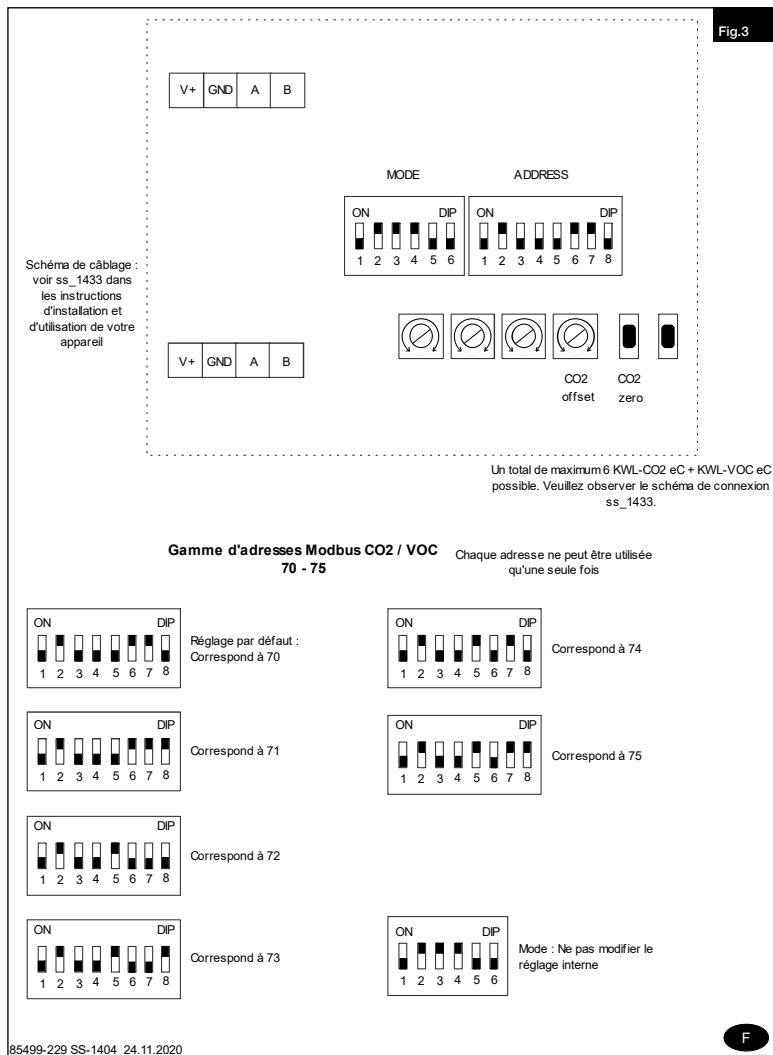 Fig.3
V+ GND A B
MODE ADDRESS
ON DIP ON DIP
1 2 3 4 5 6 1 2 3 4 5 6 7 8
Schéma de câblage :
voir ss_1433 dans
les instructions
d'installation et
d'utilisation de votre
appareil
V+ GND A B
CO2 CO2
offset zero
Un total de maximum 6 KWL-CO2 eC + KWL-VOC eC
possible. Veuillez observer le schéma de connexion
ss_1433.
Gamme d'adresses Modbus CO2 / VOC
70 - 75
Chaque adresse ne peut être utilisée
qu'une seule fois
ON DIP
1 2 3 4 5 6 7 8
Réglage par défaut :
Correspond à 70
ON DIP
1 2 3 4 5 6 7 8
Correspond à 74
ON DIP
1 2 3 4 5 6 7 8
Correspond à 71
ON DIP
1 2 3 4 5 6 7 8
Correspond à 75
ON DIP
1 2 3 4 5 6 7 8
Correspond à 72
ON DIP
1 2 3 4 5 6 7 8
Correspond à 73
ON DIP
1 2 3 4 5 6
Mode : Ne pas modifier le
réglage interne
85499-229 SS-1404 24.11.2020
F